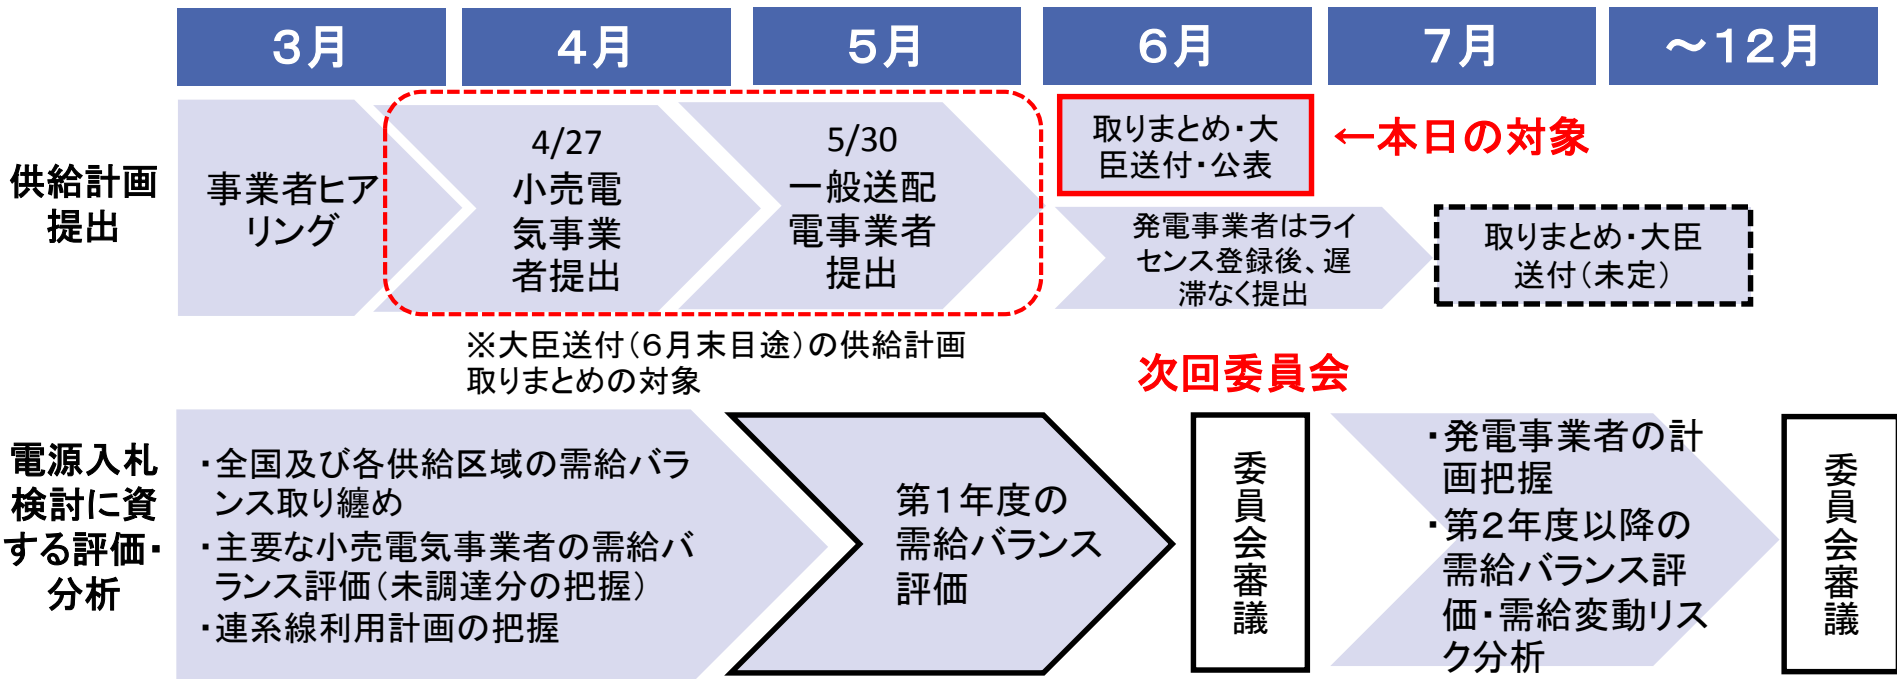 3月
4月
5月
6月
7月
～12月
供給計画
提出
事業者ヒア
リング
4/27
小売電
気事業
者提出
5/30
一般送配
電事業者
提出
取りまとめ・大
臣送付・公表
←本日の対象
発電事業者はライ
センス登録後、遅
滞なく提出
取りまとめ・大臣
送付（未定）
※大臣送付（6月末目途）の供給計画
取りまとめの対象
次回委員会
電源入札
検討に資
する評価・
分析
・全国及び各供給区域の需給バラ
ンス取り纏め
・主要な小売電気事業者の需給バ
ランス評価（未調達分の把握）
・連系線利用計画の把握
第1年度の
需給バランス
評価
委員会審議
・発電事業者の計
画把握
・第2年度以降の
需給バランス評
価・需給変動リス
ク分析
委員会審議